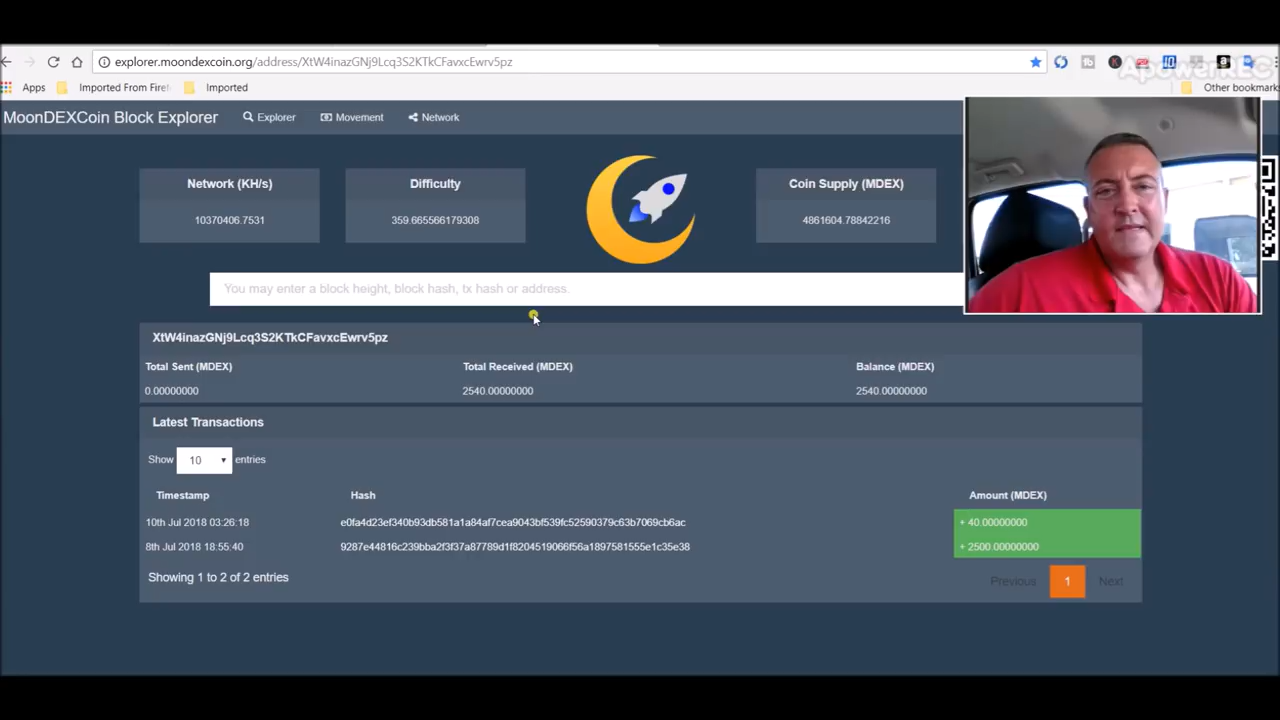 ApowerREC
explorer.moondexcoin.org/address/XtW4inazGNj9Lcq3S2KTkCFavxcEwrv5pz
Apps Imported From Firef Imported Other bookmarks
MoonDEXCoin Block Explorer Explorer Movement Network
Network (KH/s) Difficulty Coin Supply (MDEX)
10370406.7531 359.665566179308 4861604.78842216
You may enter a block height, block hash, tx hash or address.
XtW4inazGNj9Lcq3S2KTkCFavxcEwrv5pz
Total Sent (MDEX) Total Received (MDEX) Balance (MDEX)
0.00000000 2540.00000000 2540.00000000
Latest Transactions
Show 10 entries
Timestamp Hash Amount (MDEX)
10th Jul 2018 03:26:18 e0fa4d23ef340b93db581a1a84af7cea9043bf539fc52590379c63b7069cb6ac + 40.00000000
8th Jul 2018 18:55:40 9287e44816c239bba2f3f37a87789d1f8204519066f56a1897581555e1c35e38 + 2500.00000000
Showing 1 to 2 of 2 entries
Previous 1 Next